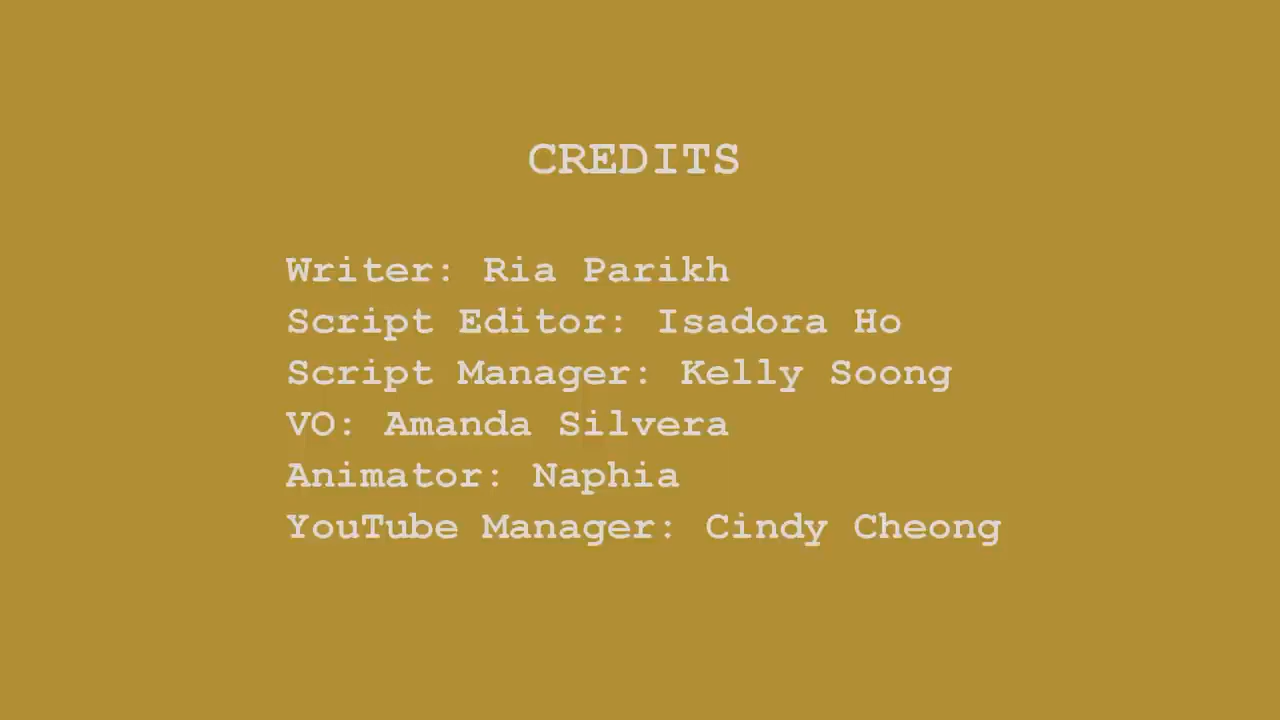 CREDITS
Writer: Ria Parikh
Script Editor: Isadora Ho
Script Manager: Kelly Soong
VO: Amanda Silvera
Animator: Naphia
YouTube Manager: Cindy Cheong